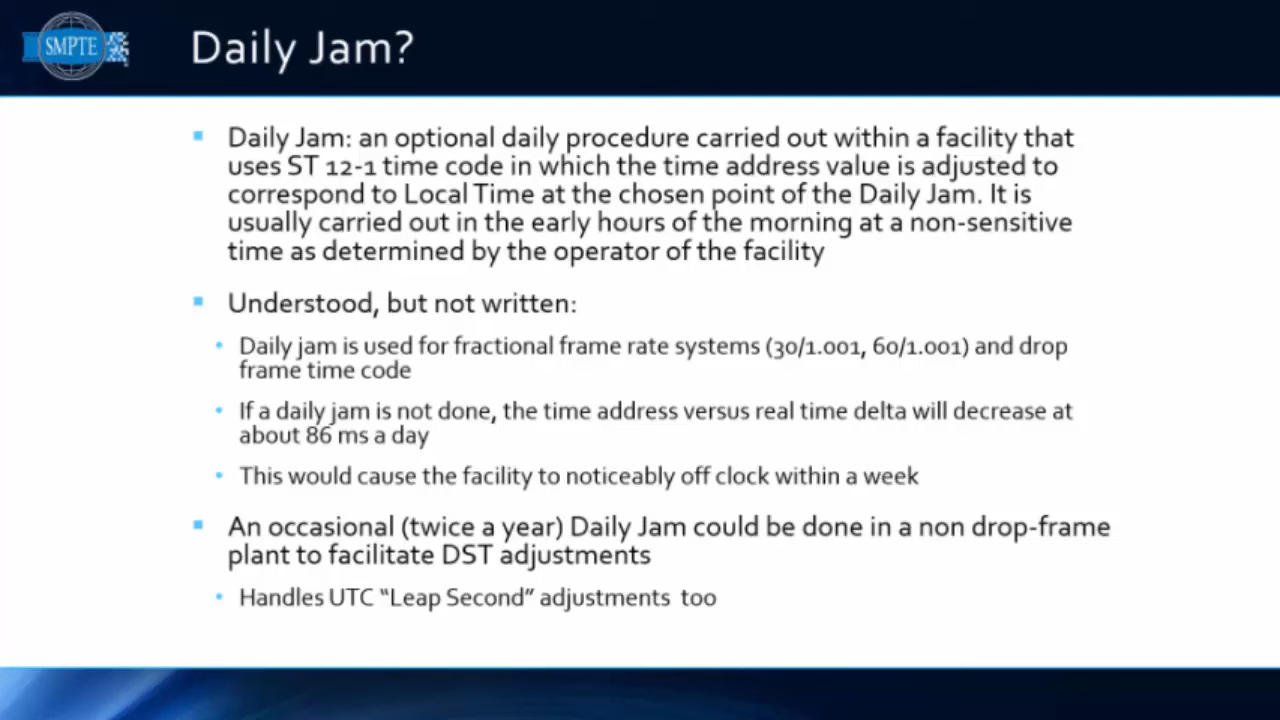 SMPTE
Daily Jam?
Daily Jam: an optional daily procedure carried out within a facility that
uses ST 12-1 time code in which the time address value is adjusted to
correspond to Local Time at the chosen point of the Daily Jam. It is
usually carried out in the early hours of the morning at a non-sensitive
time as determined by the operator of the facility
Understood, but not written:
Daily jam is used for fractional frame rate systems (30/1.001, 60/1.001) and drop
frame time code
If a daily jam is not done, the time address versus real time delta will decrease at
about 86 ms a day
This would cause the facility to noticeably off clock within a week
An occasional (twice a year) Daily Jam could be done in a non drop-frame
plant to facilitate DST adjustments
Handles UTC “Leap Second” adjustments too